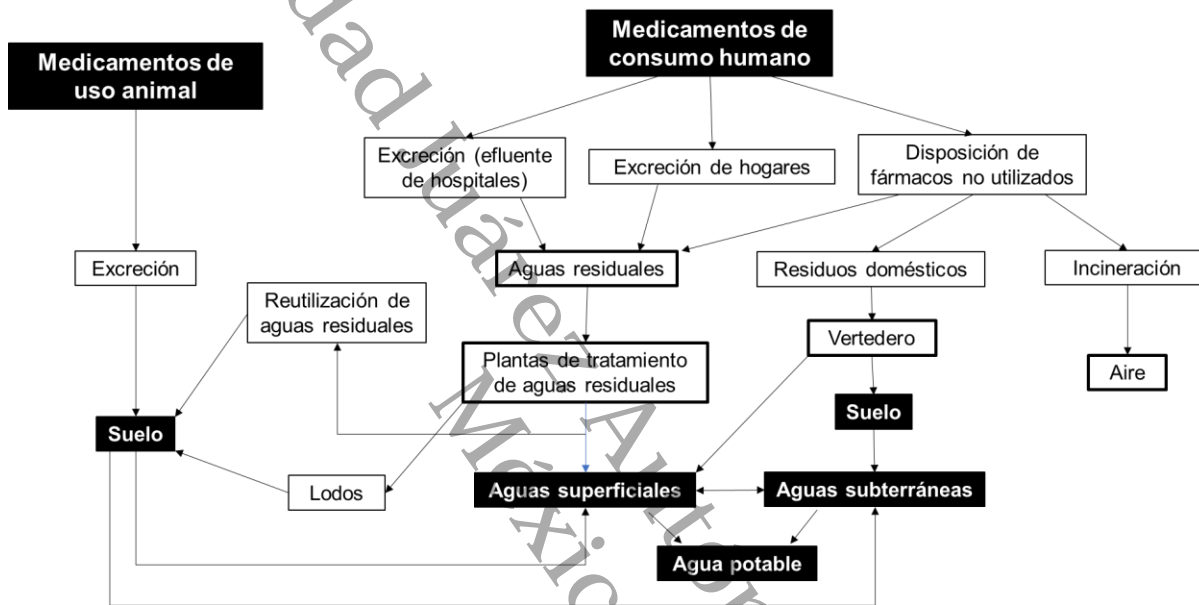 Medicamentos de
uso animal
Medicamentos de
consumo humano
Excreción (efluente
de hospitales)
Excreción de hogares
Disposición de
fármacos no utilizados
Excreción
Aguas residuales
Residuos domésticos
Incineración
Reutilización de
aguas residuales
Plantas de tratamiento
de aguas residuales
Vertedero
Aire
Suelo
Suelo
Lodos
Aguas superficiales
Aguas subterráneas
Agua potable
Juárez